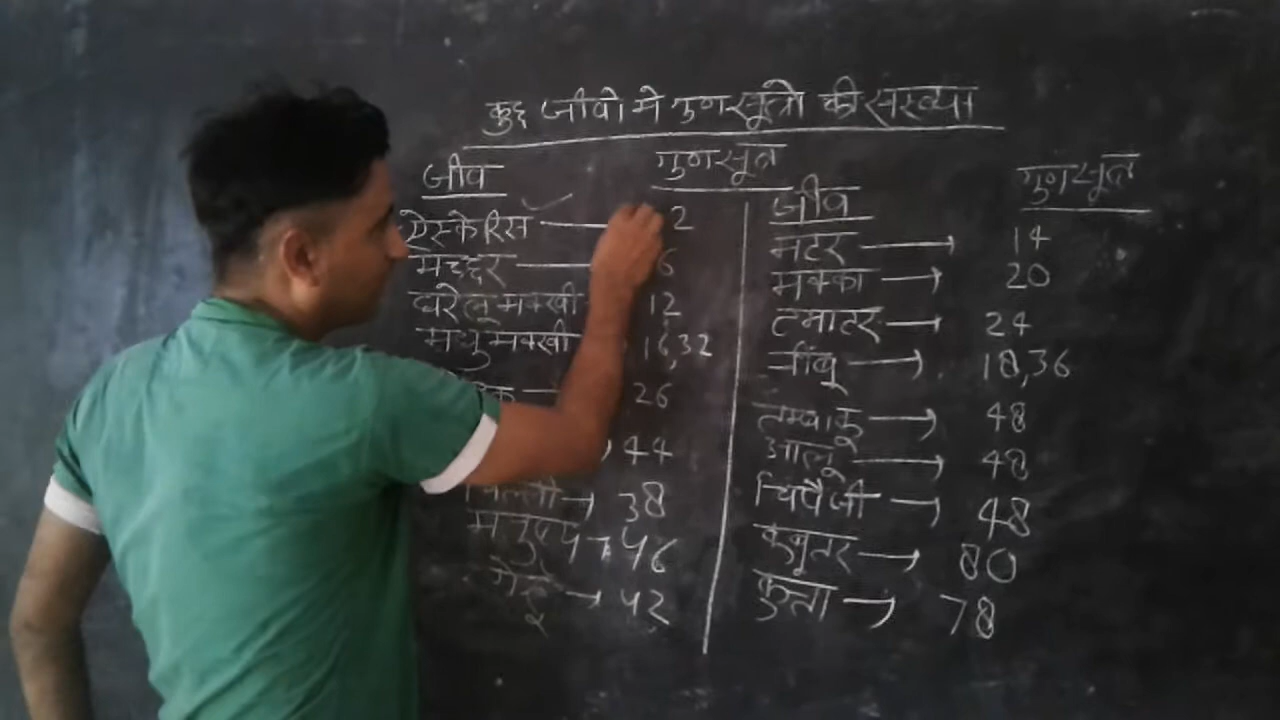 कुछ जीवो मे गुणसूत्रो की संख्या
जीव गुणसूत्र
ऐस्केरिस 2
मच्छर 6
घरेलू मक्खी 12
मधुमक्खी 16,32
26
44
बिल्ली → 38
मनुष्य → 46
गेहूं → 42
जीव गुणसूत्र
मटर → 14
मक्का → 20
टमाटर → 24
नींबू → 18,36
तम्बाकू → 48
आलू → 48
चिंपैंजी → 48
कबूतर → 80
कुत्ता → 78